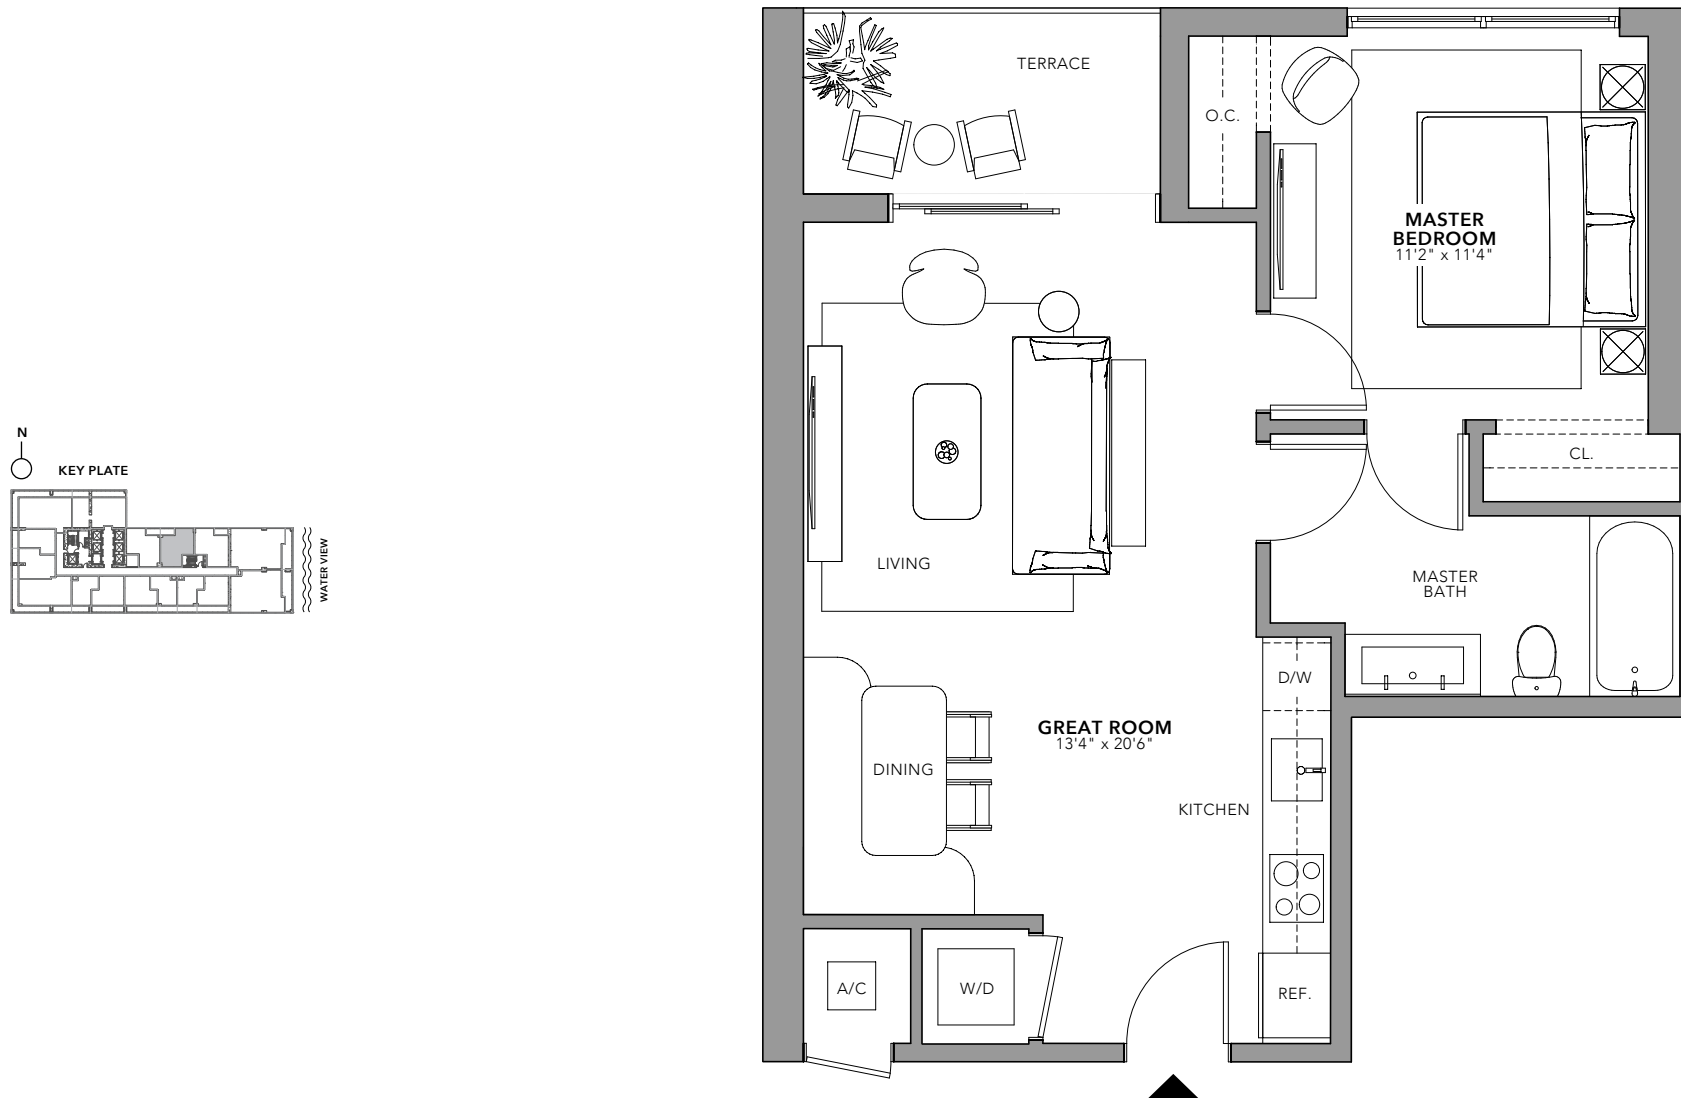 N
KEY PLATE
WATER VIEW
TERRACE
O.C.
MASTER
BEDROOM
11'2" x 11'4"
CL.
LIVING
MASTER
BATH
D/W
GREAT ROOM
13'4" x 20'6"
DINING
KITCHEN
A/C
W/D
REF.